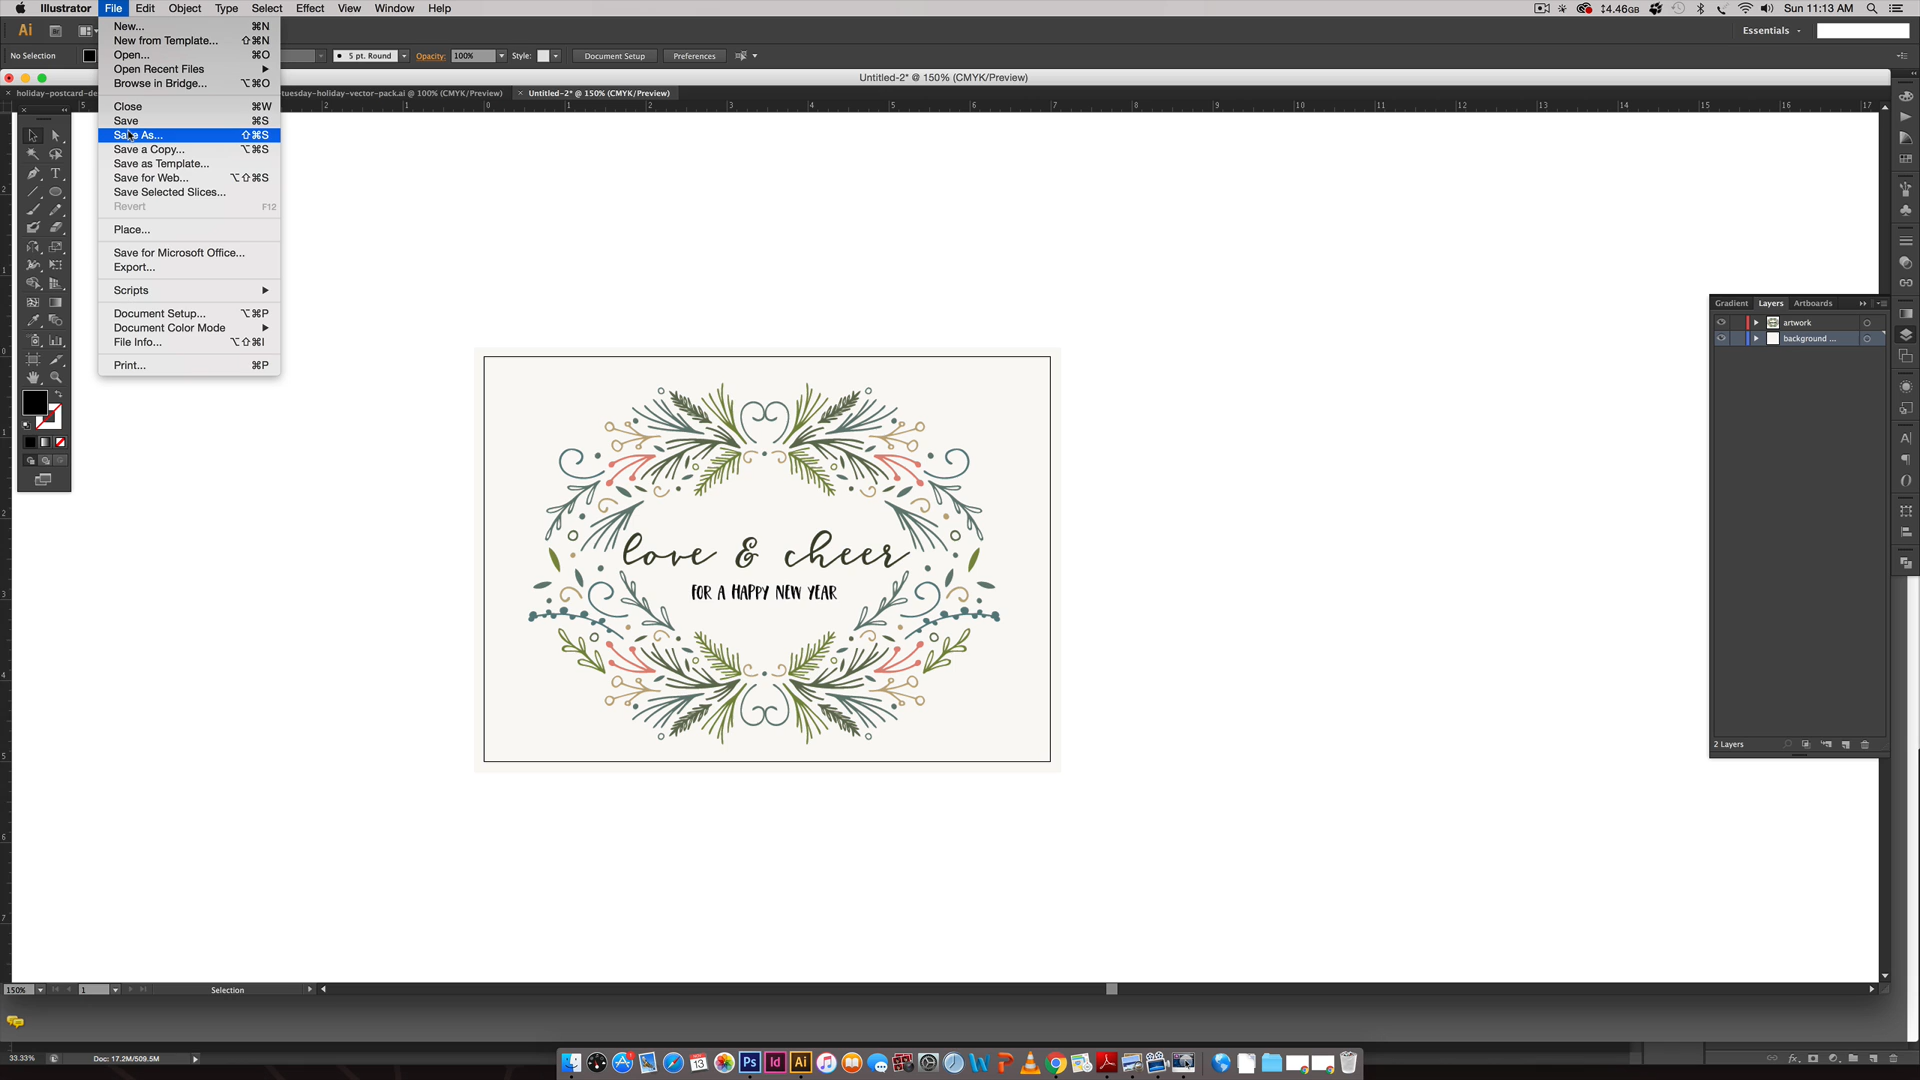 Illustrator File Edit Object Type Select Effect View Window Help
4.46GB Sun 11:13 AM
Ai Essentials
No Selection 5 pt. Round Opacity: 100% Style: Document Setup Preferences
Untitled-2* @ 150% (CMYK/Preview)
holiday-postcard-de tuesday-holiday-vector-pack.ai @ 100% (CMYK/Preview) Untitled-2* @ 150% (CMYK/Preview)
New... ⌘N
New from Template... ⇧⌘N
Open... ⌘O
Open Recent Files
Browse in Bridge... ⌥⌘O
Close ⌘W
Save ⌘S
Save As... ⇧⌘S
Save a Copy... ⌥⌘S
Save as Template...
Save for Web... ⌥⇧⌘S
Save Selected Slices...
Revert F12
Place...
Save for Microsoft Office...
Export...
Scripts
Document Setup... ⌥⌘P
Document Color Mode
File Info... ⌥⇧⌘I
Print... ⌘P
love & cheer
FOR A HAPPY NEW YEAR
Gradient Layers Artboards
artwork
background ...
2 Layers
150% 1 Selection
33.33% Doc: 17.2M/509.5M
Ps Id Ai